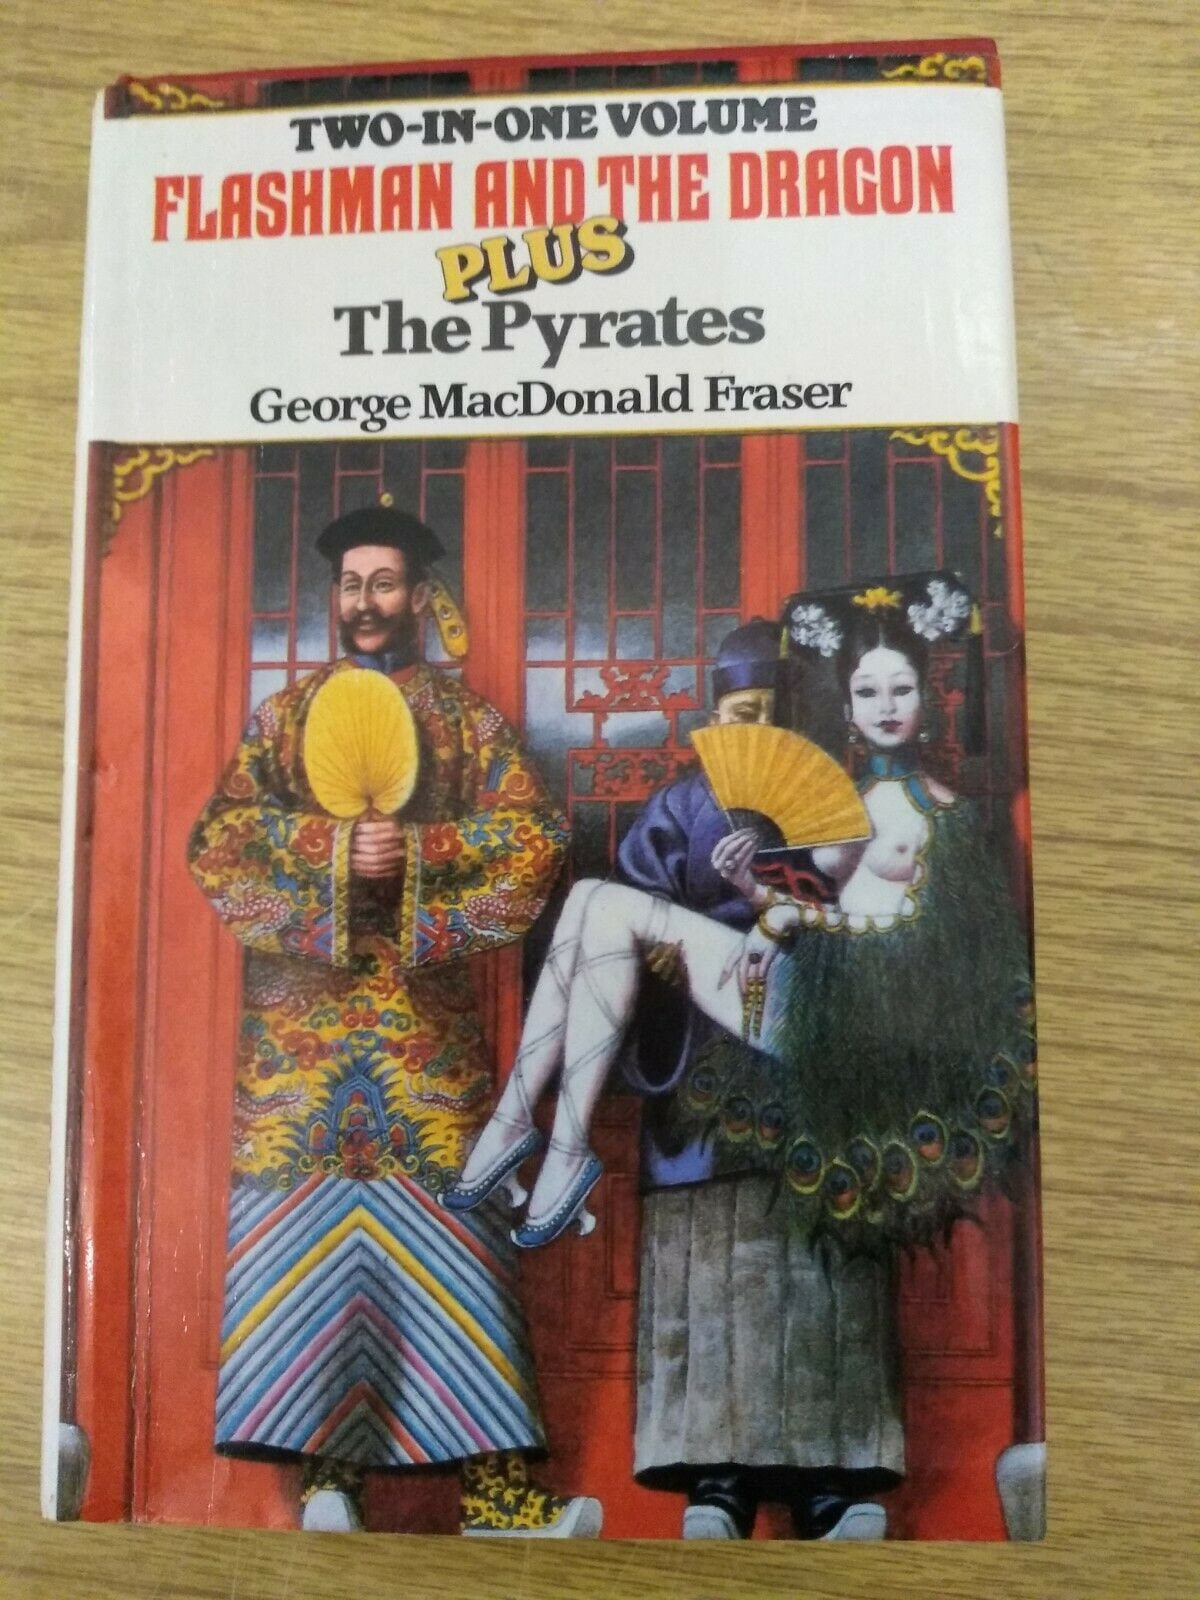 TWO-IN-ONE VOLUME
FLASHMAN AND THE DRAGON
PLUS
The Pyrates
George MacDonald Fraser